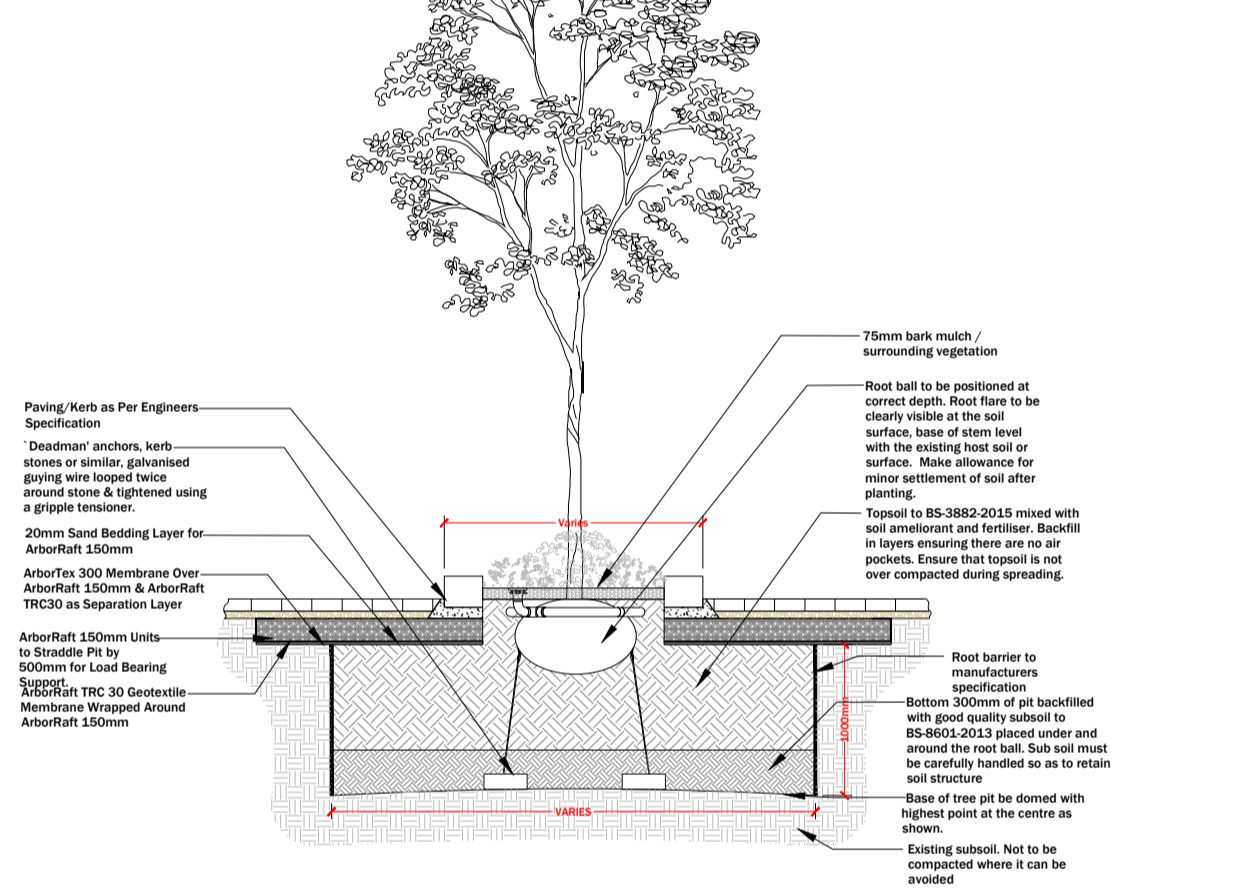 Paving/Kerb as Per Engineers
Specification
`Deadman' anchors, kerb
stones or similar, galvanised
guying wire looped twice
around stone & tightened using
a gripple tensioner.
20mm Sand Bedding Layer for
ArborRaft 150mm
ArborTex 300 Membrane Over
ArborRaft 150mm & ArborRaft
TRC30 as Separation Layer
ArborRaft 150mm Units
to Straddle Pit by
500mm for Load Bearing
Support.
ArborRaft TRC 30 Geotextile
Membrane Wrapped Around
ArborRaft 150mm
Varies
VARIES
1000mm
75mm bark mulch /
surrounding vegetation
Root ball to be positioned at
correct depth. Root flare to be
clearly visible at the soil
surface, base of stem level
with the existing host soil or
surface. Make allowance for
minor settlement of soil after
planting.
Topsoil to BS-3882-2015 mixed with
soil ameliorant and fertiliser. Backfill
in layers ensuring there are no air
pockets. Ensure that topsoil is not
over compacted during spreading.
Root barrier to
manufacturers
specification
Bottom 300mm of pit backfilled
with good quality subsoil to
BS-8601-2013 placed under and
around the root ball. Sub soil must
be carefully handled so as to retain
soil structure
Base of tree pit be domed with
highest point at the centre as
shown.
Existing subsoil. Not to be
compacted where it can be
avoided